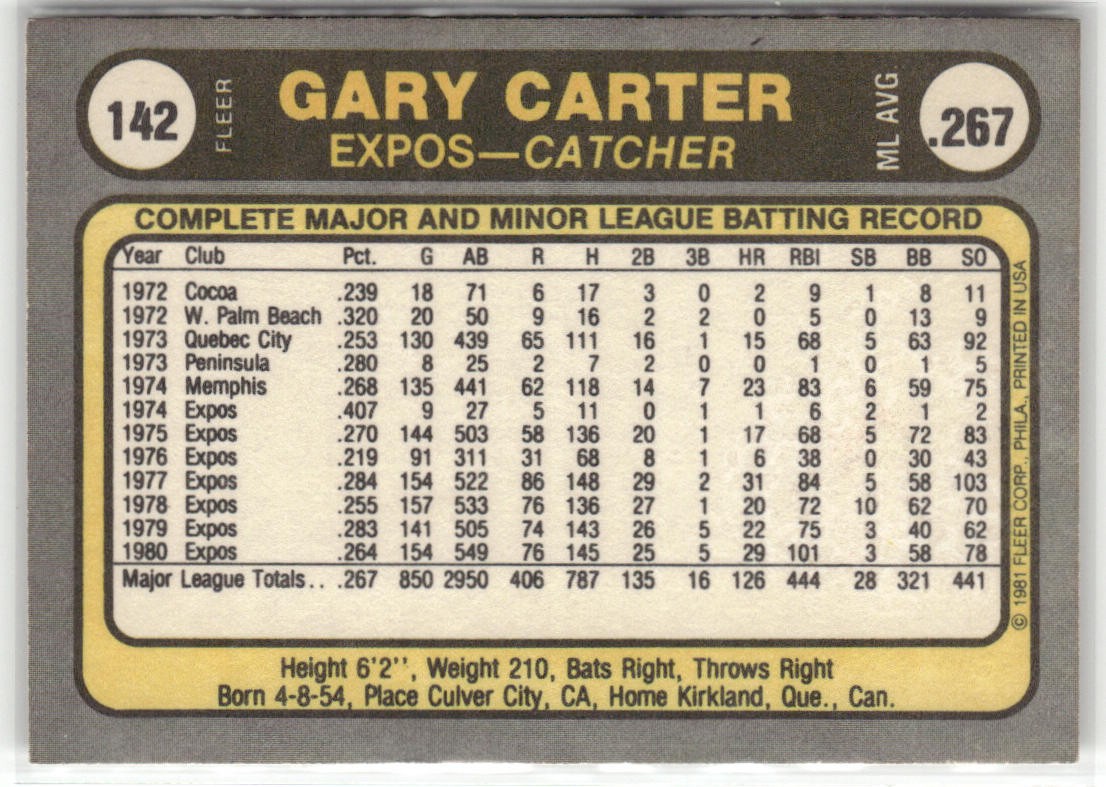 142 FLEER GARY CARTER ML AVG. .267
EXPOS—CATCHER
COMPLETE MAJOR AND MINOR LEAGUE BATTING RECORD
Year Club Pct. G AB R H 2B 3B HR RBI SB BB SO
1972 Cocoa .239 18 71 6 17 3 0 2 9 1 8 11
1972 W. Palm Beach .320 20 50 9 16 2 2 0 5 0 13 9
1973 Quebec City .253 130 439 65 111 16 1 15 68 5 63 92
1973 Peninsula .280 8 25 2 7 2 0 0 1 0 1 5
1974 Memphis .268 135 441 62 118 14 7 23 83 6 59 75
1974 Expos .407 9 27 5 11 0 1 1 6 2 1 2
1975 Expos .270 144 503 58 136 20 1 17 68 5 72 83
1976 Expos .219 91 311 31 68 8 1 6 38 0 30 43
1977 Expos .284 154 522 86 148 29 2 31 84 5 58 103
1978 Expos .255 157 533 76 136 27 1 20 72 10 62 70
1979 Expos .283 141 505 74 143 26 5 22 75 3 40 62
1980 Expos .264 154 549 76 145 25 5 29 101 3 58 78
Major League Totals.. .267 850 2950 406 787 135 16 126 444 28 321 441
© 1981 FLEER CORP., PHILA., PRINTED IN USA
Height 6'2'', Weight 210, Bats Right, Throws Right
Born 4-8-54, Place Culver City, CA, Home Kirkland, Que., Can.